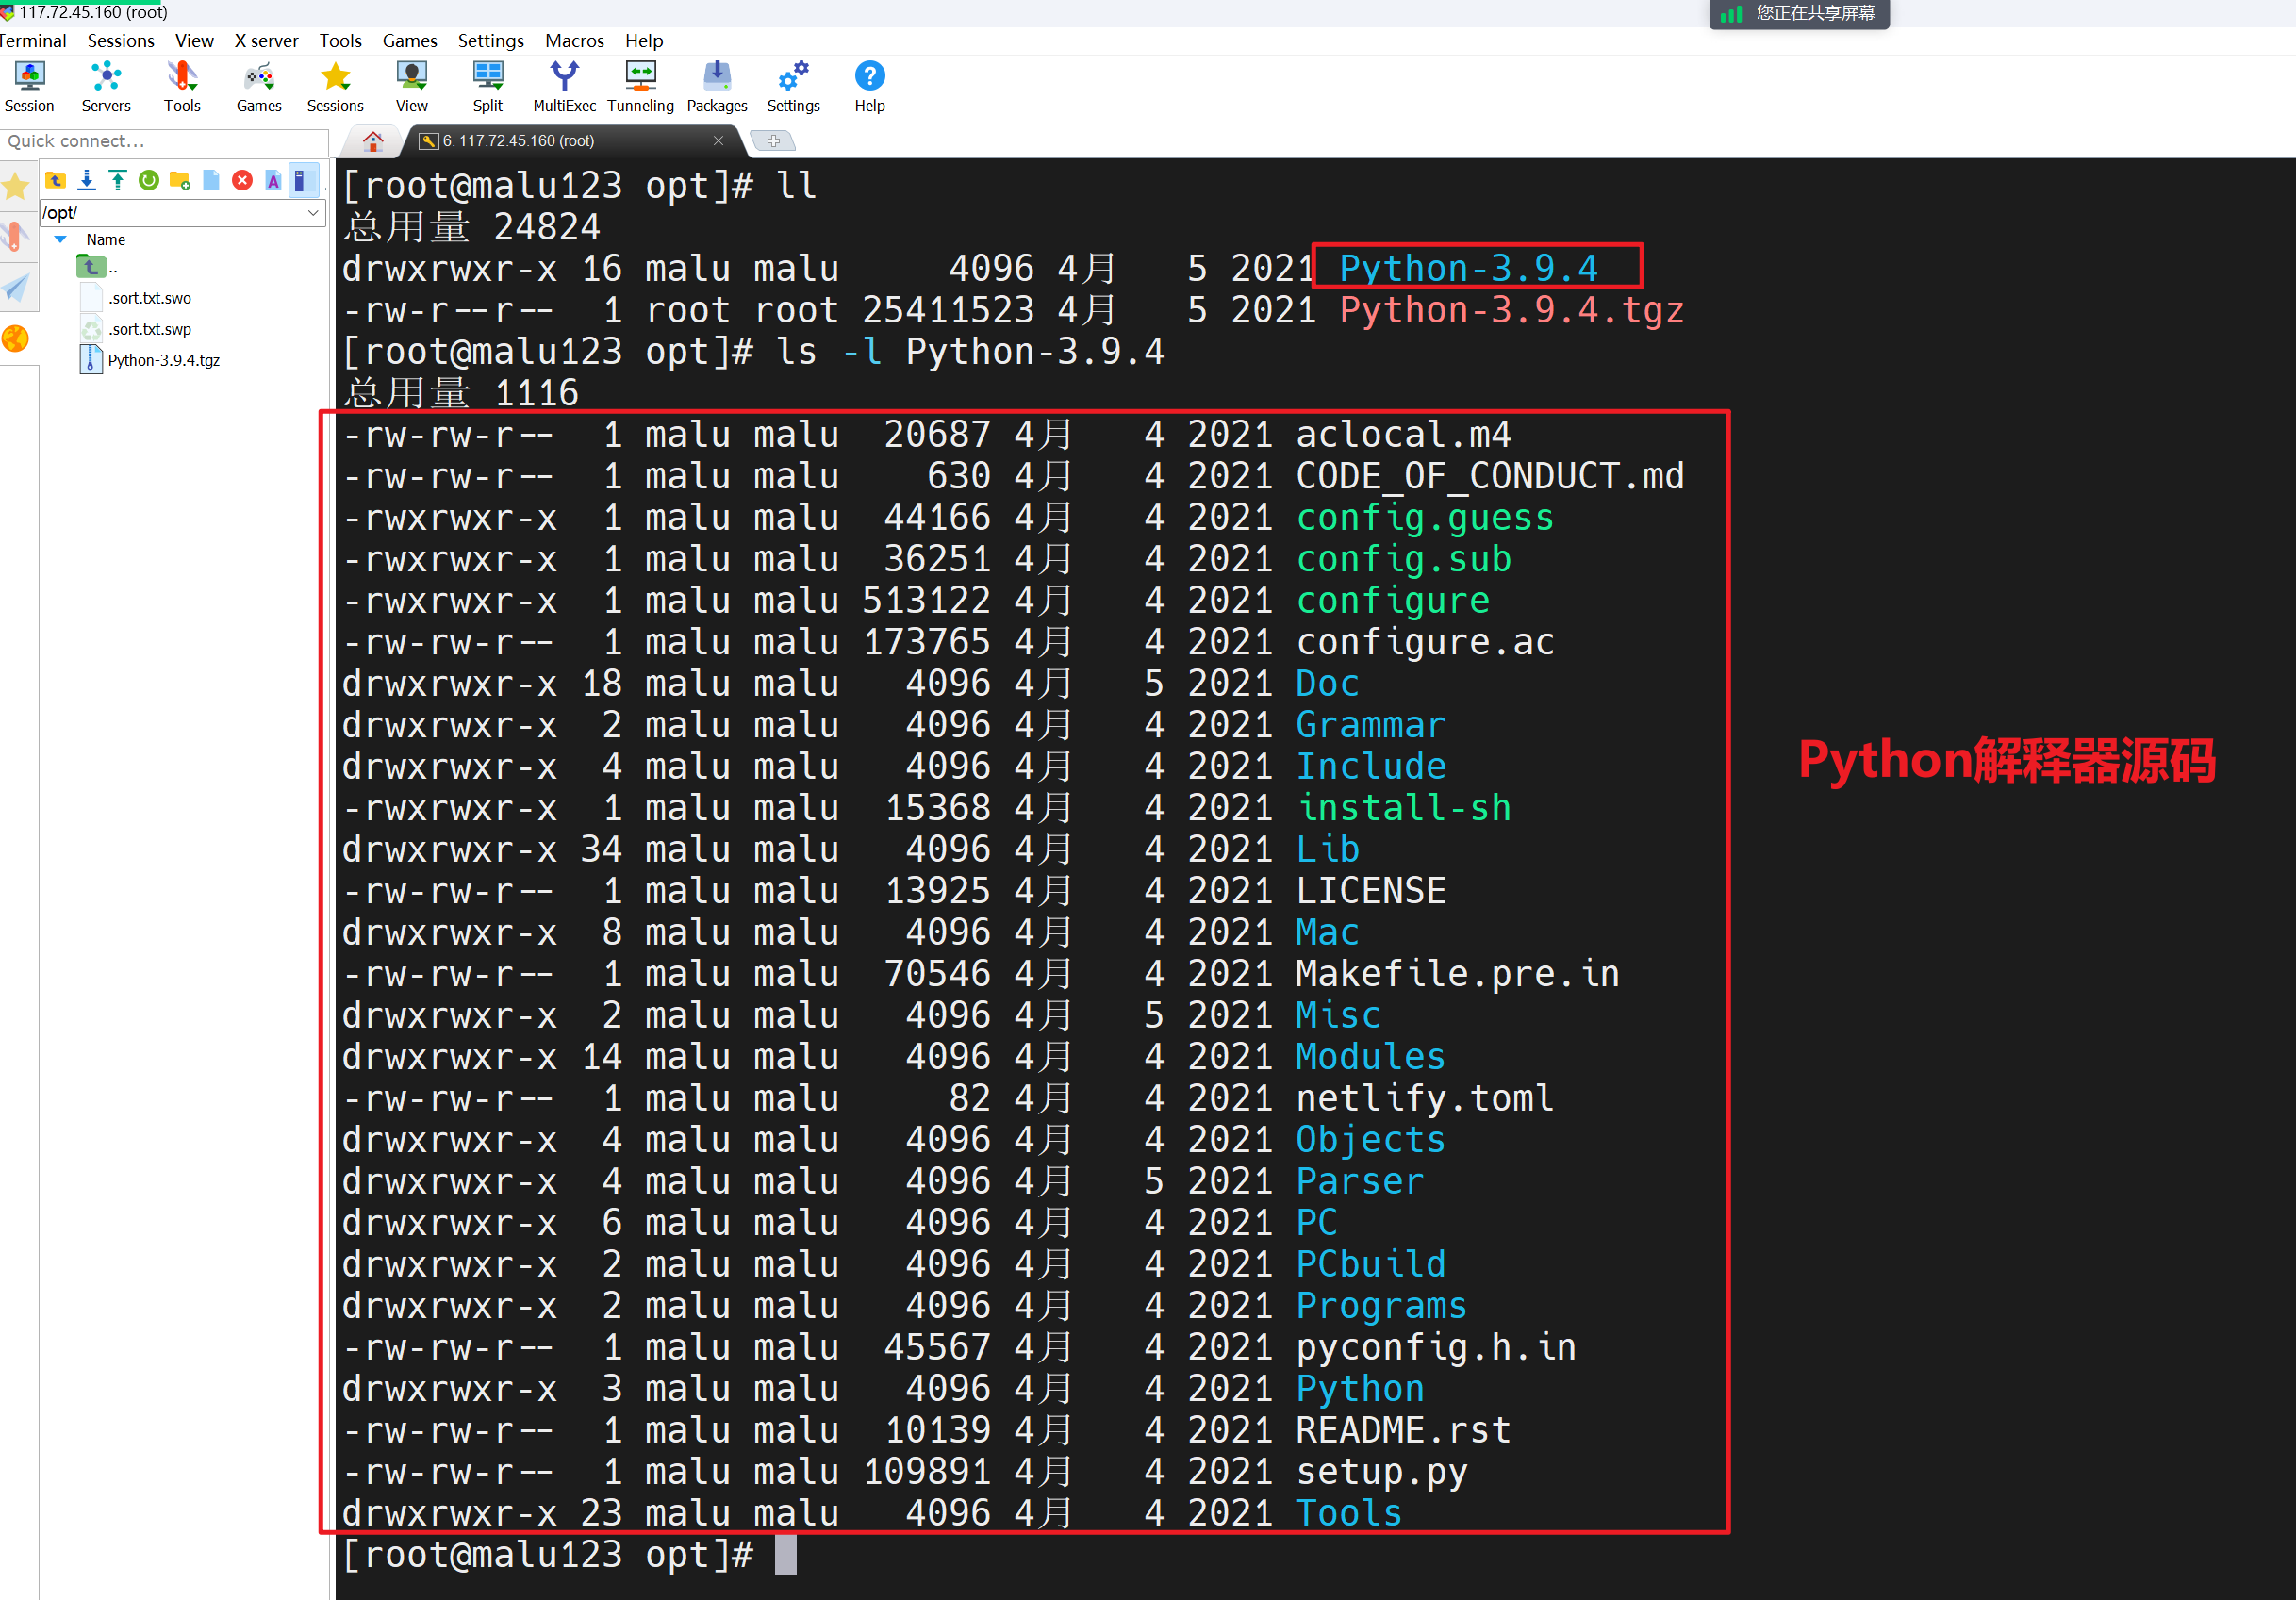 117.72.45.160 (root)
您正在共享屏幕
Terminal Sessions View X server Tools Games Settings Macros Help
Session Servers Tools Games Sessions View Split MultiExec Tunneling Packages Settings Help
Quick connect...
6. 117.72.45.160 (root)
/opt/
Name
..
.sort.txt.swo
.sort.txt.swp
Python-3.9.4.tgz
[root@malu123 opt]# ll
总用量 24824
drwxrwxr-x 16 malu malu 4096 4月 5 2021 Python-3.9.4
-rw-r--r-- 1 root root 25411523 4月 5 2021 Python-3.9.4.tgz
[root@malu123 opt]# ls -l Python-3.9.4
总用量 1116
-rw-rw-r-- 1 malu malu 20687 4月 4 2021 aclocal.m4
-rw-rw-r-- 1 malu malu 630 4月 4 2021 CODE_OF_CONDUCT.md
-rwxrwxr-x 1 malu malu 44166 4月 4 2021 config.guess
-rwxrwxr-x 1 malu malu 36251 4月 4 2021 config.sub
-rwxrwxr-x 1 malu malu 513122 4月 4 2021 configure
-rw-rw-r-- 1 malu malu 173765 4月 4 2021 configure.ac
drwxrwxr-x 18 malu malu 4096 4月 5 2021 Doc
drwxrwxr-x 2 malu malu 4096 4月 4 2021 Grammar
drwxrwxr-x 4 malu malu 4096 4月 4 2021 Include
-rwxrwxr-x 1 malu malu 15368 4月 4 2021 install-sh
drwxrwxr-x 34 malu malu 4096 4月 4 2021 Lib
-rw-rw-r-- 1 malu malu 13925 4月 4 2021 LICENSE
drwxrwxr-x 8 malu malu 4096 4月 4 2021 Mac
-rw-rw-r-- 1 malu malu 70546 4月 4 2021 Makefile.pre.in
drwxrwxr-x 2 malu malu 4096 4月 5 2021 Misc
drwxrwxr-x 14 malu malu 4096 4月 4 2021 Modules
-rw-rw-r-- 1 malu malu 82 4月 4 2021 netlify.toml
drwxrwxr-x 4 malu malu 4096 4月 4 2021 Objects
drwxrwxr-x 4 malu malu 4096 4月 5 2021 Parser
drwxrwxr-x 6 malu malu 4096 4月 4 2021 PC
drwxrwxr-x 2 malu malu 4096 4月 4 2021 PCbuild
drwxrwxr-x 2 malu malu 4096 4月 4 2021 Programs
-rw-rw-r-- 1 malu malu 45567 4月 4 2021 pyconfig.h.in
drwxrwxr-x 3 malu malu 4096 4月 4 2021 Python
-rw-rw-r-- 1 malu malu 10139 4月 4 2021 README.rst
-rw-rw-r-- 1 malu malu 109891 4月 4 2021 setup.py
drwxrwxr-x 23 malu malu 4096 4月 4 2021 Tools
[root@malu123 opt]#
Python解释器源码